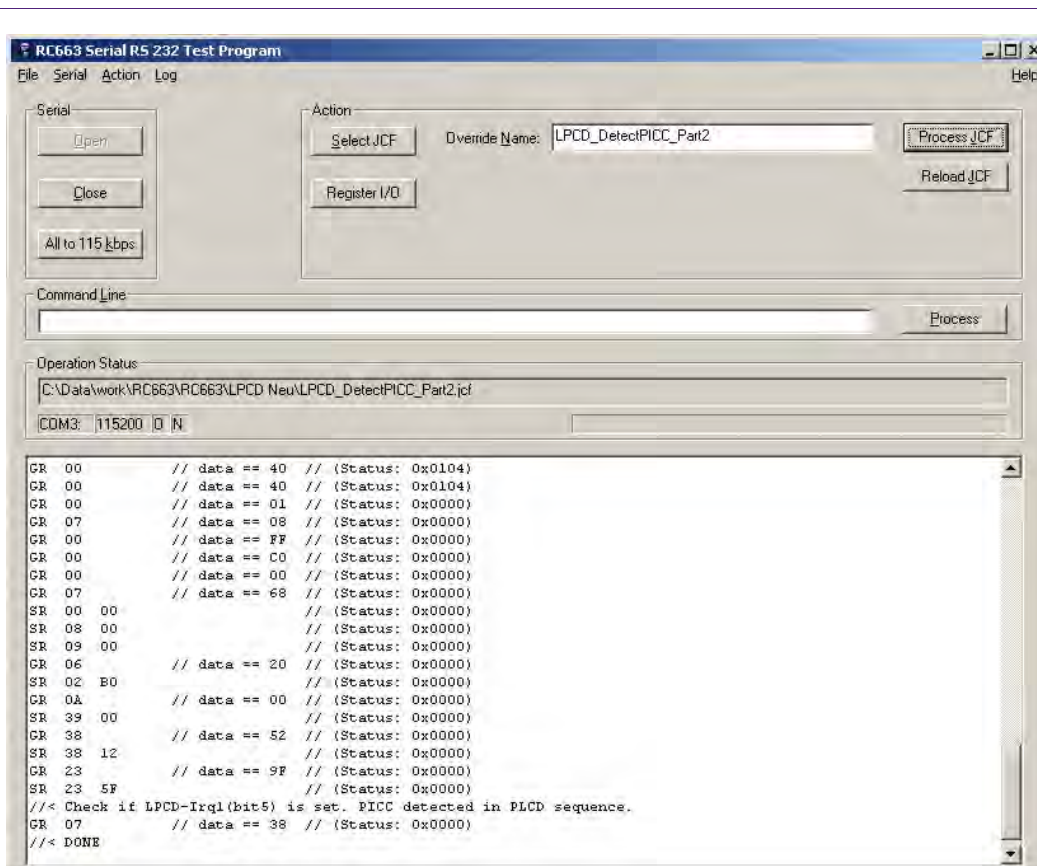 RC663 Serial RS 232 Test Program
File Serial Action Log Help
Serial
Open
Close
All to 115 kbps
Action
Select JCF
Override Name: LPCD_DetectPICC_Part2
Process JCF
Register I/O
Reload JCF
Command Line
Process
Operation Status
C:\Data\work\RC663\RC663\LPCD Neu\LPCD_DetectPICC_Part2.jcf
COM3: 115200 O N
GR 00 // data == 40 // (Status: 0x0104)
GR 00 // data == 40 // (Status: 0x0104)
GR 00 // data == 01 // (Status: 0x0000)
GR 07 // data == 08 // (Status: 0x0000)
GR 00 // data == FF // (Status: 0x0000)
GR 00 // data == C0 // (Status: 0x0000)
GR 00 // data == 00 // (Status: 0x0000)
GR 07 // data == 68 // (Status: 0x0000)
SR 00 00 // (Status: 0x0000)
SR 08 00 // (Status: 0x0000)
SR 09 00 // (Status: 0x0000)
GR 06 // data == 20 // (Status: 0x0000)
SR 02 B0 // (Status: 0x0000)
GR 0A // data == 00 // (Status: 0x0000)
SR 39 00 // (Status: 0x0000)
GR 38 // data == 52 // (Status: 0x0000)
SR 38 12 // (Status: 0x0000)
GR 23 // data == 9F // (Status: 0x0000)
SR 23 5F // (Status: 0x0000)
//< Check if LPCD-Irq1(bit5) is set. PICC detected in PLCD sequence.
GR 07 // data == 38 // (Status: 0x0000)
//< DONE